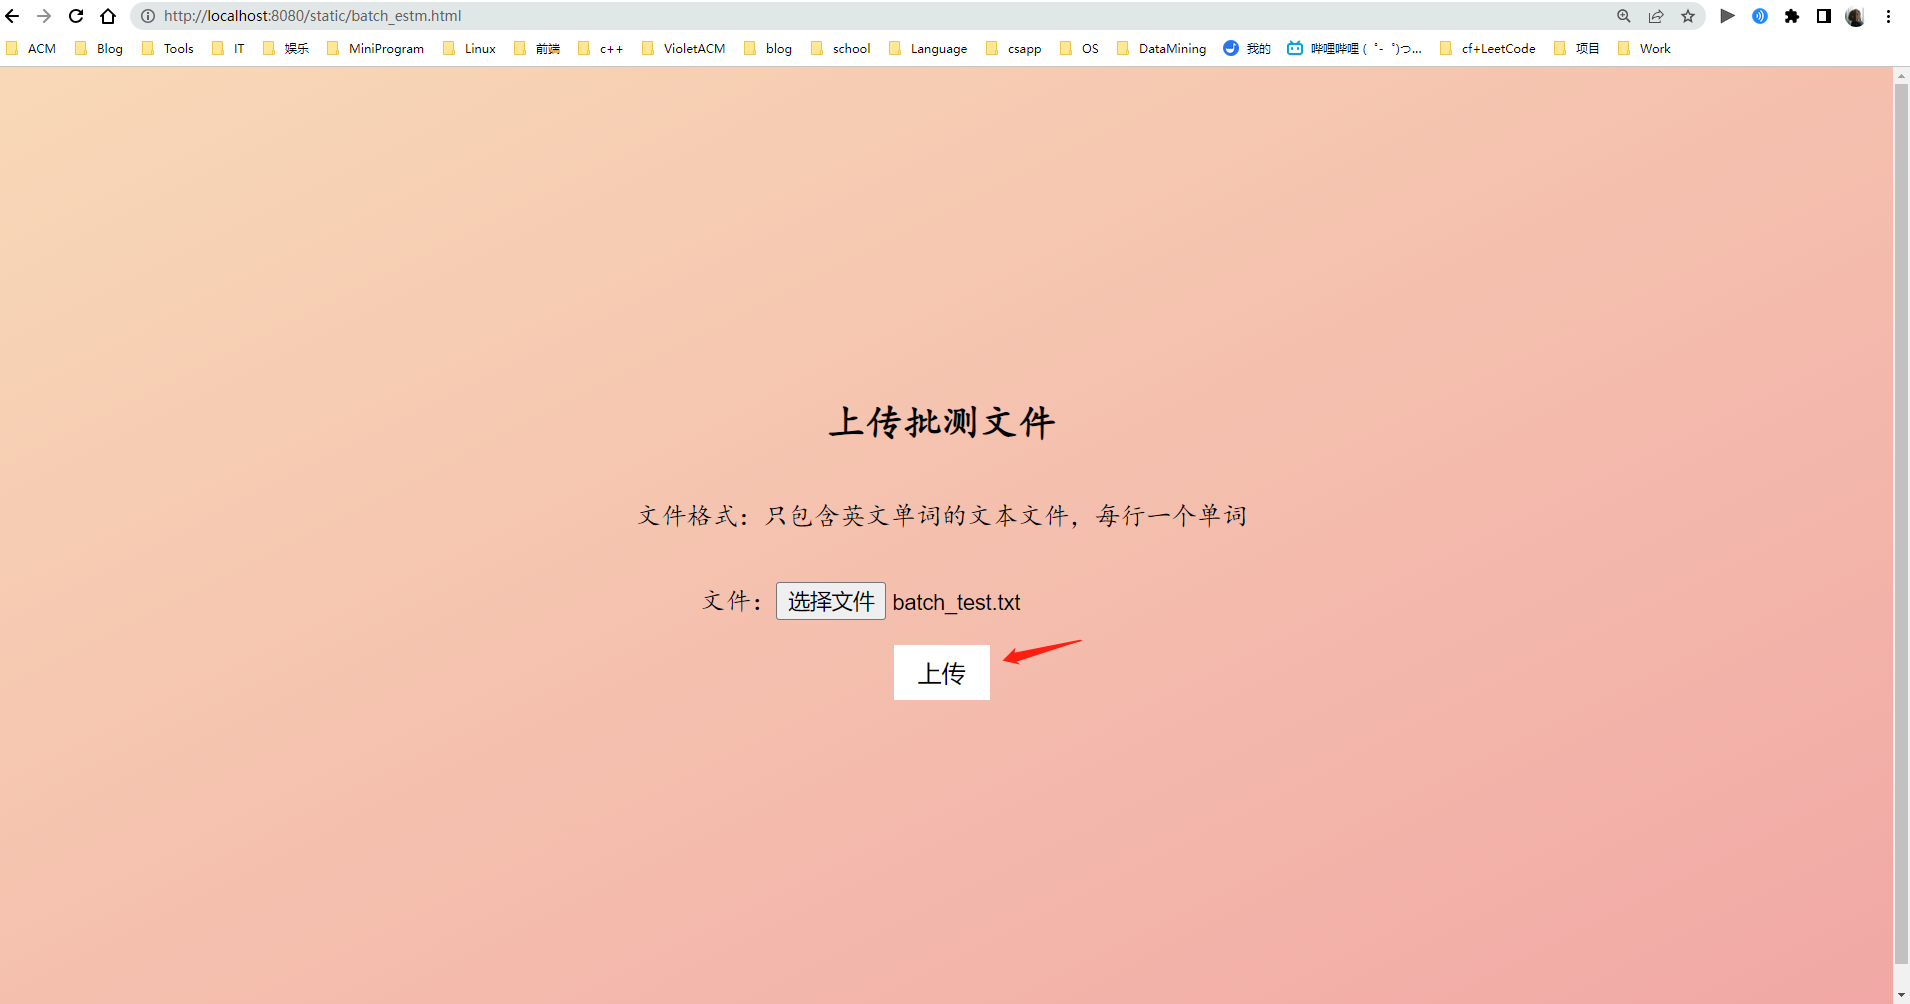 http://localhost:8080/static/batch_estm.html
ACM Blog Tools IT 娱乐 MiniProgram Linux 前端 c++ VioletACM blog school Language csapp OS DataMining 我的 哔哩哔哩 ( ゜- ゜)つ... cf+LeetCode 项目 Work
上传批测文件
文件格式：只包含英文单词的文本文件，每行一个单词
文件：选择文件 batch_test.txt
上传